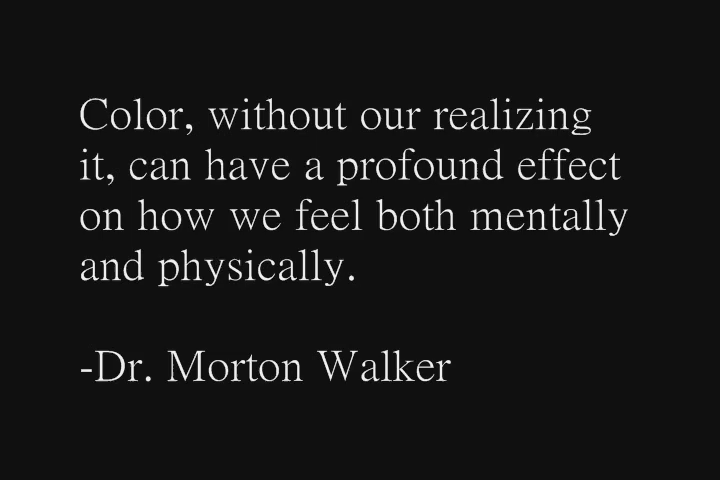 Color, without our realizing
it, can have a profound effect
on how we feel both mentally
and physically.
-Dr. Morton Walker